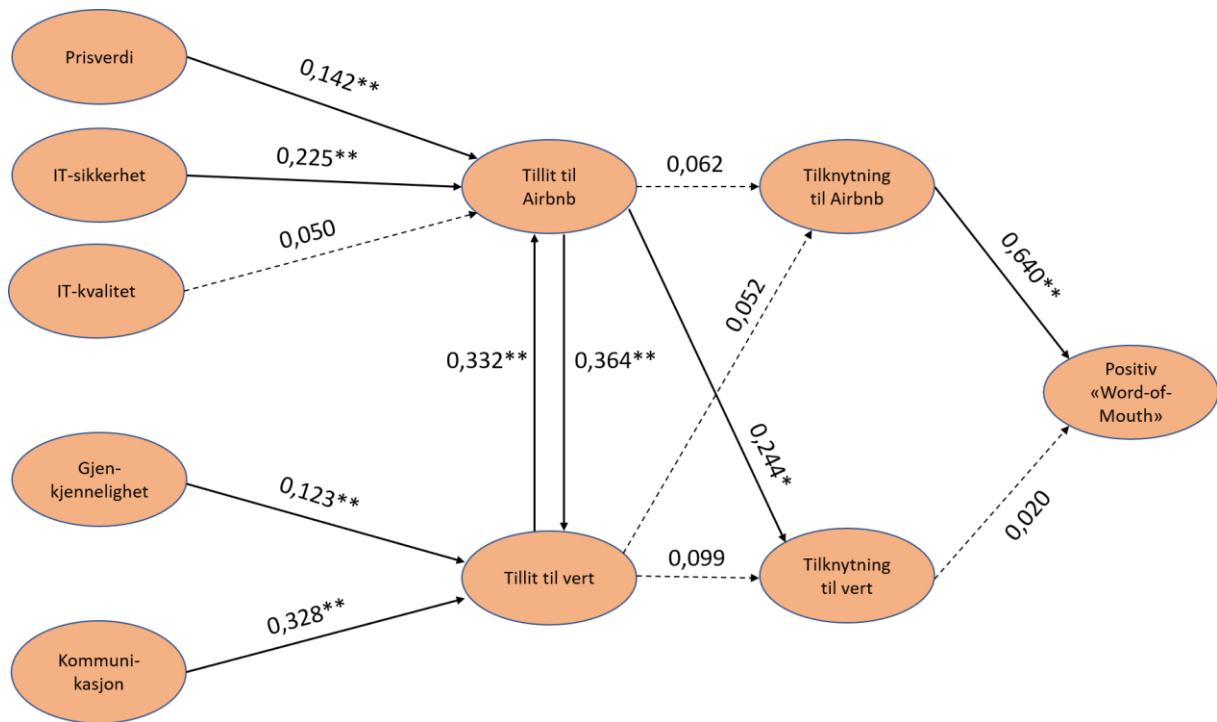 Prisverdi
0,142**
IT-sikkerhet
0,225**
Tillit til
Airbnb
0,062
Tilknytning
til Airbnb
0,050
IT-kvalitet
0,640**
0,052
0,332**
0,364**
Positiv
«Word-of-
Mouth»
0,244*
Gjen-
kjennelighet
0,123**
0,020
Tillit til vert
0,099
Tilknytning
til vert
0,328**
Kommuni-
kasjon